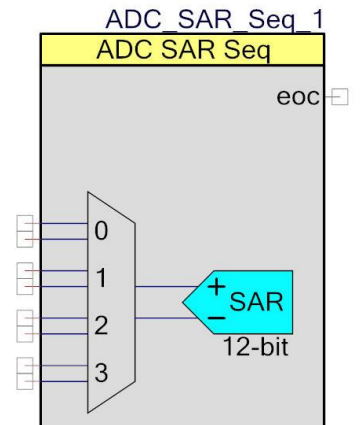 ADC_SAR_Seq_1
ADC SAR Seq
eoc
0
1
2
3
+
SAR
−
12-bit